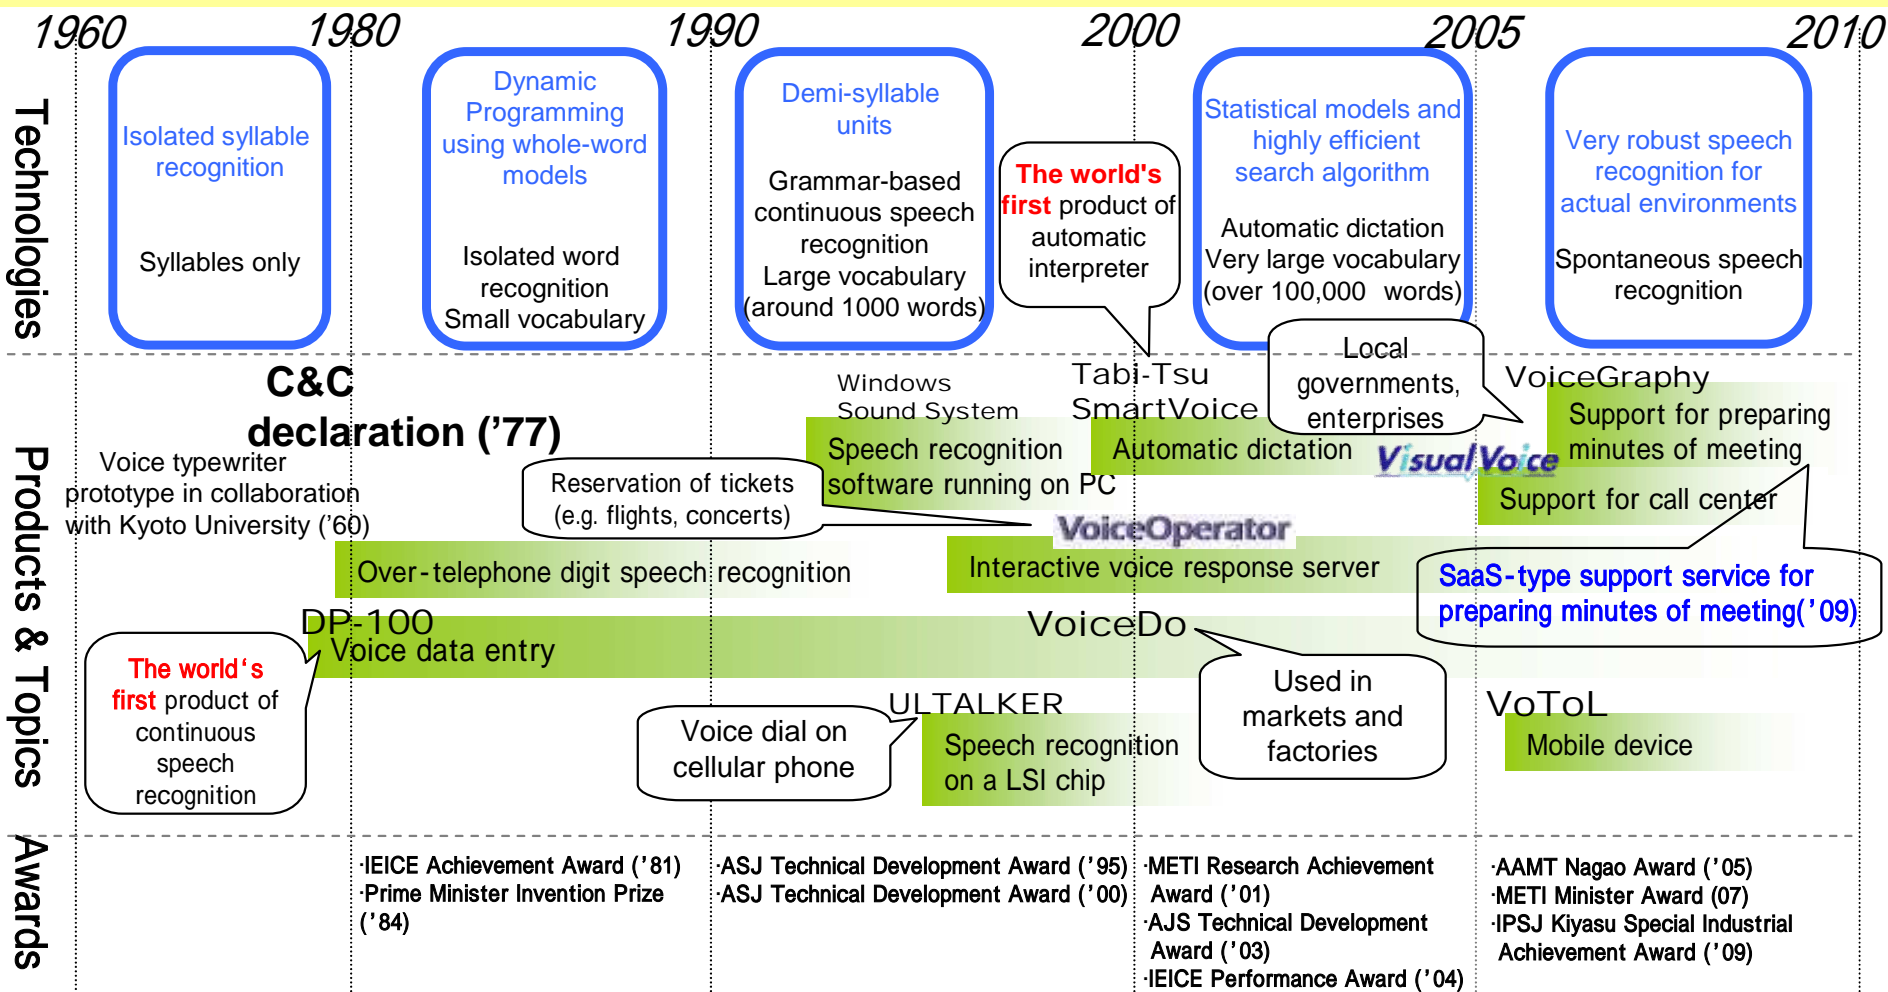 1960
1980
1990
2000
2005
2010
Technologies
Isolated syllable
recognition
Syllables only
Dynamic
Programming
using whole-word
models
Isolated word
recognition
Small vocabulary
Demi-syllable
units
Grammar-based
continuous speech
recognition
Large vocabulary
(around 1000 words)
The world's
first product of
automatic
interpreter
Statistical models and
highly efficient
search algorithm
Automatic dictation
Very large vocabulary
(over 100,000 words)
Very robust speech
recognition for
actual environments
Spontaneous speech
recognition
Products & Topics
C&C
declaration (’77)
Voice typewriter
prototype in collaboration
with Kyoto University (’60)
Windows
Sound System
Speech recognition
software running on PC
Tabi-Tsu
SmartVoice
Automatic dictation
Local
governments,
enterprises
VisualVoice
VoiceGraphy
Support for preparing
minutes of meeting
Support for call center
Reservation of tickets
(e.g. flights, concerts)
VoiceOperator
Interactive voice response server
Over-telephone digit speech recognition
SaaS-type support service for
preparing minutes of meeting(’09)
DP-100
Voice data entry
VoiceDo
The world‘s
first product of
continuous
speech
recognition
Used in
markets and
factories
Voice dial on
cellular phone
ULTALKER
Speech recognition
on a LSI chip
VoToL
Mobile device
Awards
·IEICE Achievement Award (’81)
·Prime Minister Invention Prize
(’84)
·ASJ Technical Development Award (’95)
·ASJ Technical Development Award (’00)
·METI Research Achievement
Award (’01)
·AJS Technical Development
Award (’03)
·IEICE Performance Award (’04)
·AAMT Nagao Award (’05)
·METI Minister Award (07)
·IPSJ Kiyasu Special Industrial
Achievement Award (’09)